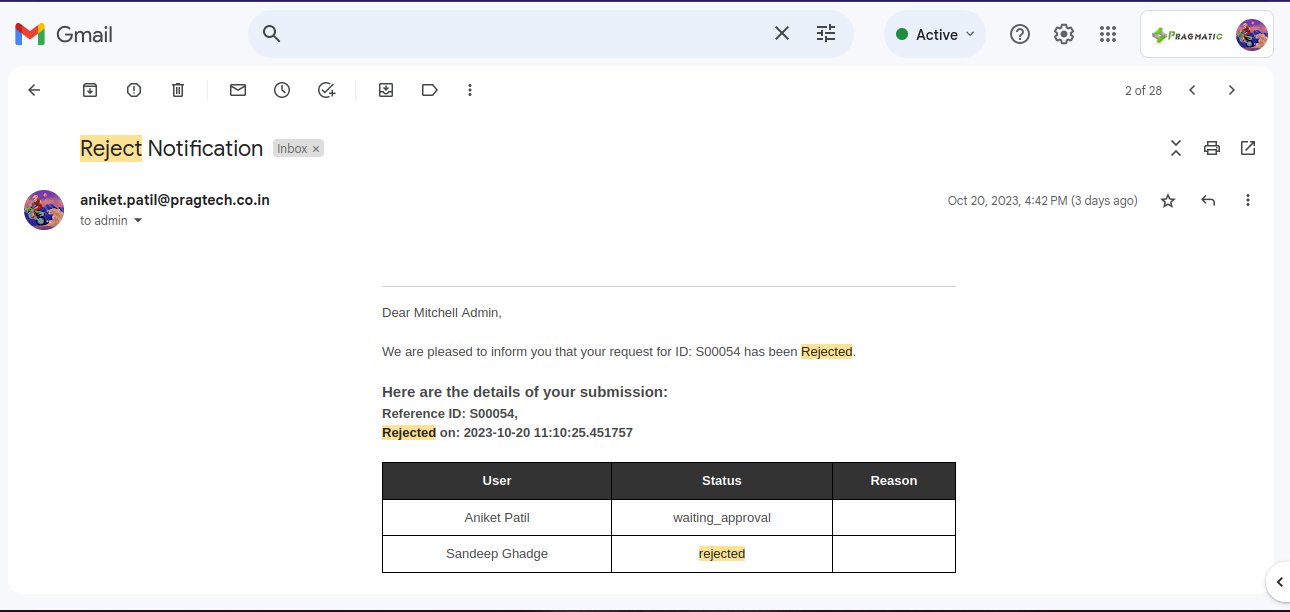 Gmail
Active
PRAGMATIC
2 of 28
Reject Notification
Inbox ×
aniket.patil@pragtech.co.in
Oct 20, 2023, 4:42 PM (3 days ago)
to admin
Dear Mitchell Admin,
We are pleased to inform you that your request for ID: S00054 has been Rejected.
Here are the details of your submission:
Reference ID: S00054,
Rejected on: 2023-10-20 11:10:25.451757
User Status Reason
Aniket Patil waiting_approval
Sandeep Ghadge rejected